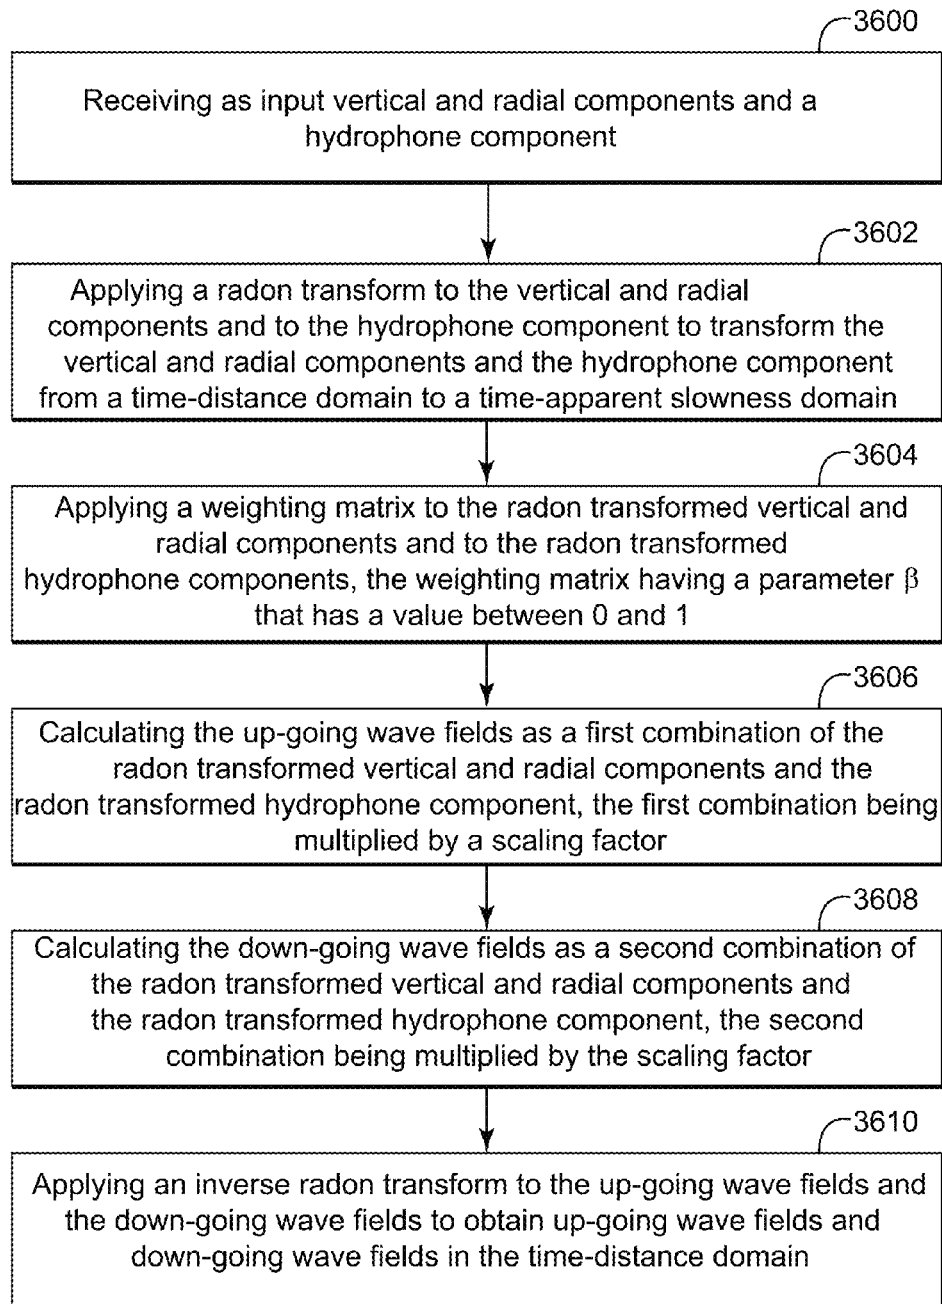 3600
Receiving as input vertical and radial components and a
hydrophone component
3602
Applying a radon transform to the vertical and radial
components and to the hydrophone component to transform the
vertical and radial components and the hydrophone component
from a time-distance domain to a time-apparent slowness domain
3604
Applying a weighting matrix to the radon transformed vertical and
radial components and to the radon transformed
hydrophone components, the weighting matrix having a parameter β
that has a value between 0 and 1
3606
Calculating the up-going wave fields as a first combination of the
radon transformed vertical and radial components and the
radon transformed hydrophone component, the first combination being
multiplied by a scaling factor
3608
Calculating the down-going wave fields as a second combination of
the radon transformed vertical and radial components and
the radon transformed hydrophone component, the second
combination being multiplied by the scaling factor
3610
Applying an inverse radon transform to the up-going wave fields and
the down-going wave fields to obtain up-going wave fields and
down-going wave fields in the time-distance domain